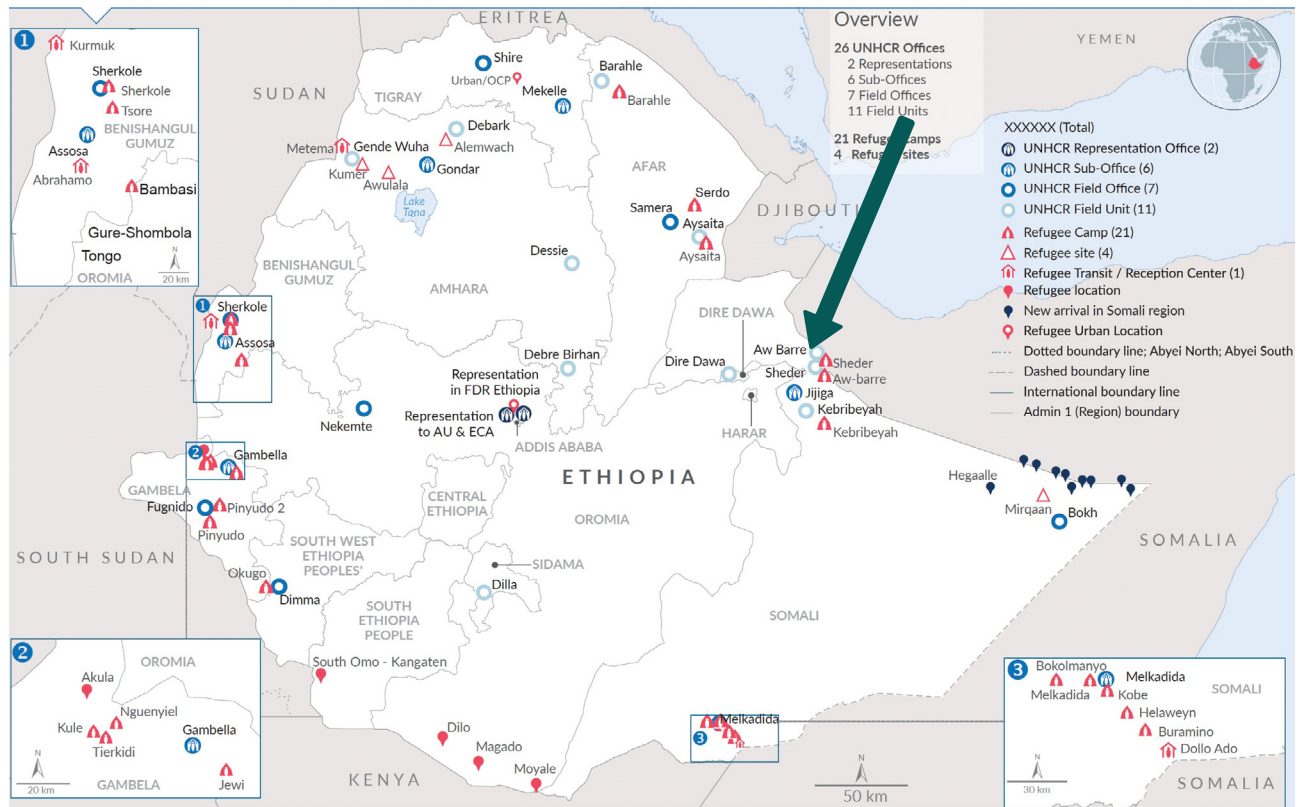 1
Kurmuk
Sherkole
Sherkole
Tsore
BENISHANGUL
GUMUZ
Assosa
Abrahamo
Bambasi
Gure-Shombola
Tongo
OROMIA
N
20 km
ERITREA
SUDAN
YEMEN
Overview
26 UNHCR Offices
2 Representations
6 Sub-Offices
7 Field Offices
11 Field Units
21 Refugee Camps
4 Refugee sites
XXXXXX (Total)
UNHCR Representation Office (2)
UNHCR Sub-Office (6)
UNHCR Field Office (7)
UNHCR Field Unit (11)
Refugee Camp (21)
Refugee site (4)
Refugee Transit / Reception Center (1)
Refugee location
New arrival in Somali region
Refugee Urban Location
Dotted boundary line; Abyei North; Abyei South
Dashed boundary line
International boundary line
Admin 1 (Region) boundary
Shire
Urban/OCP
Mekelle
TIGRAY
Barahle
Barahle
Debark
Alemwach
Metema
Gende Wuha
Kumer
Awulala
Gondar
Lake
Tana
AFAR
Serdo
Samera
Aysaita
Aysaita
DJIBOUTI
Dessie
BENISHANGUL
GUMUZ
AMHARA
1
Sherkole
Assosa
DIRE DAWA
Dire Dawa
Aw Barre
Sheder
Sheder
Aw-barre
Jijiga
Kebribeyah
Kebribeyah
HARAR
Debre Birhan
Representation
in FDR Ethiopia
Representation
to AU & ECA
ADDIS ABABA
Nekemte
2
Gambella
GAMBELA
Fugnido
Pinyudo 2
Pinyudo
ETHIOPIA
CENTRAL
ETHIOPIA
OROMIA
Hegaalle
Mirqaan
Bokh
SOMALIA
SOUTH SUDAN
SOUTH WEST
ETHIOPIA
PEOPLES'
SIDAMA
Dilla
Okugo
Dimma
SOUTH
ETHIOPIA
PEOPLE
SOMALI
South Omo - Kangaten
Dilo
Magado
Moyale
KENYA
Melkadida
3
50 km
2
OROMIA
Akula
Nguenyiel
Kule
Tierkidi
Gambella
Jewi
GAMBELA
N
20 km
3
Bokolmanyo
Melkadida
Melkadida
Kobe
SOMALI
Helaweyn
Buramino
Dollo Ado
N
30 km
SOMALIA